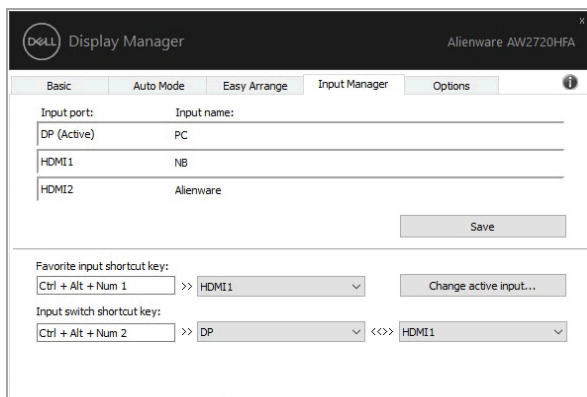 DELL Display Manager Alienware AW2720HFA x
Basic Auto Mode Easy Arrange Input Manager Options i
Input port: Input name:
DP (Active) PC
HDMI1 NB
HDMI2 Alienware
Save
Favorite input shortcut key:
Ctrl + Alt + Num 1 >> HDMI1 Change active input...
Input switch shortcut key:
Ctrl + Alt + Num 2 >> DP <<>> HDMI1